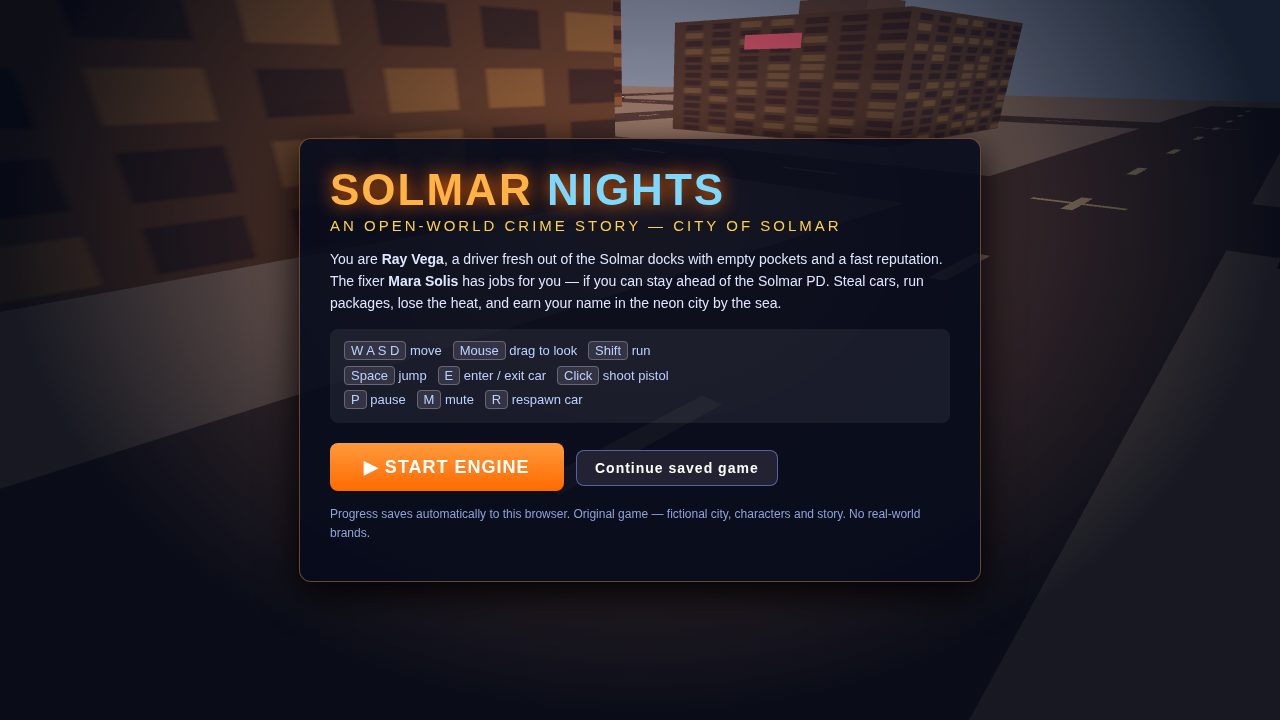 SOLMAR NIGHTS
AN OPEN-WORLD CRIME STORY — CITY OF SOLMAR
You are Ray Vega, a driver fresh out of the Solmar docks with empty pockets and a fast reputation.
The fixer Mara Solis has jobs for you — if you can stay ahead of the Solmar PD. Steal cars, run
packages, lose the heat, and earn your name in the neon city by the sea.
W A S D move Mouse drag to look Shift run
Space jump E enter / exit car Click shoot pistol
P pause M mute R respawn car
▶ START ENGINE Continue saved game
Progress saves automatically to this browser. Original game — fictional city, characters and story. No real-world
brands.